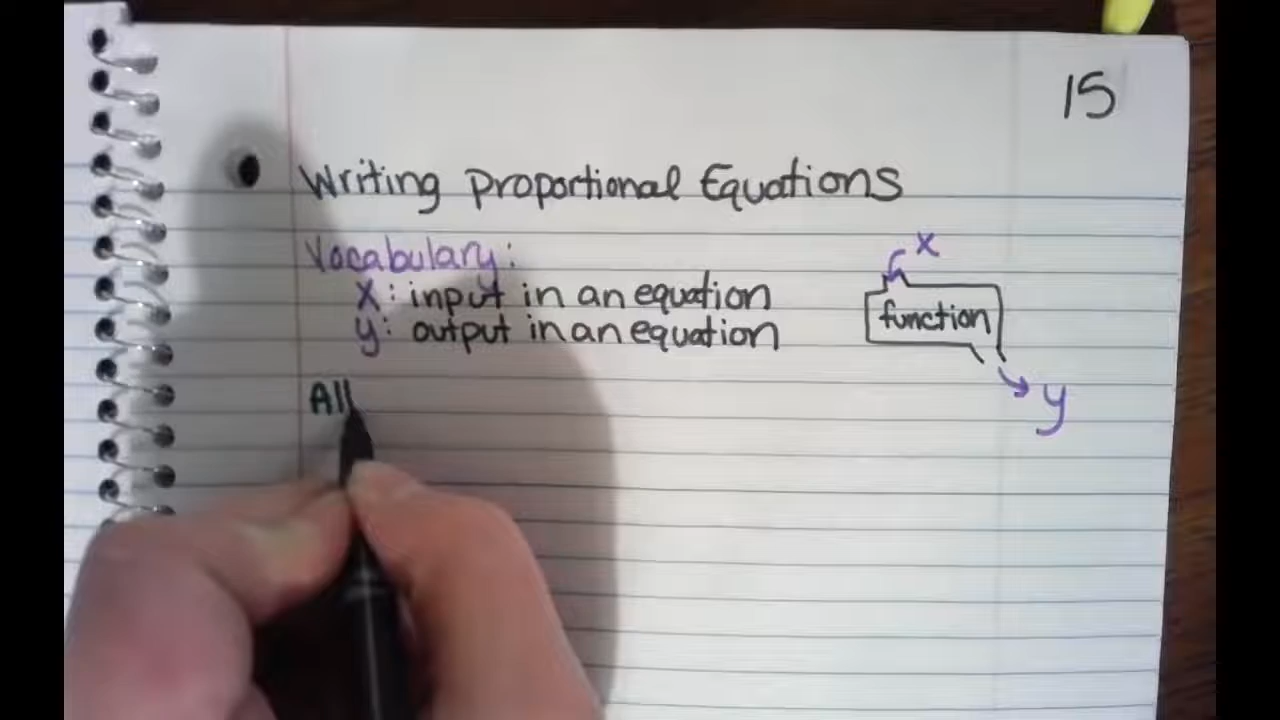 15
Writing Proportional Equations
Vocabulary:
x: input in an equation
y: output in an equation
x
function
y
All